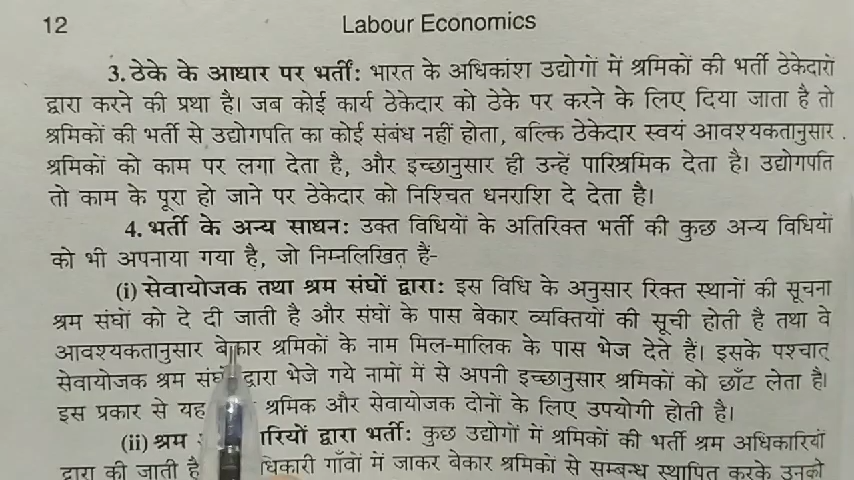 12 Labour Economics
3. ठेके के आधार पर भर्ती: भारत के अधिकांश उद्योगों में श्रमिकों की भर्ती ठेकेदारों
द्वारा करने की प्रथा है। जब कोई कार्य ठेकेदार को ठेके पर करने के लिए दिया जाता है तो
श्रमिकों की भर्ती से उद्योगपति का कोई संबंध नहीं होता, बल्कि ठेकेदार स्वयं आवश्यकतानुसार
श्रमिकों को काम पर लगा देता है, और इच्छानुसार ही उन्हें पारिश्रमिक देता है। उद्योगपति
तो काम के पूरा हो जाने पर ठेकेदार को निश्चित धनराशि दे देता है।
4. भर्ती के अन्य साधन: उक्त विधियों के अतिरिक्त भर्ती की कुछ अन्य विधियों
को भी अपनाया गया है, जो निम्नलिखित हैं-
(i) सेवायोजक तथा श्रम संघों द्वारा: इस विधि के अनुसार रिक्त स्थानों की सूचना
श्रम संघों को दे दी जाती है और संघों के पास बेकार व्यक्तियों की सूची होती है तथा वे
आवश्यकतानुसार बेकार श्रमिकों के नाम मिल-मालिक के पास भेज देते हैं। इसके पश्चात्
सेवायोजक श्रम द्वारा भेजे गये नामों में से अपनी इच्छानुसार श्रमिकों को छाँट लेता है।
इस प्रकार से यह श्रमिक और सेवायोजक दोनों के लिए उपयोगी होती है।
(ii) श्रम द्वारा भर्ती: कुछ उद्योगों में श्रमिकों की भर्ती श्रम अधिकारियों
द्वारा की जाती है गाँवों में जाकर बेकार श्रमिकों से सम्बन्ध स्थापित करके उनको